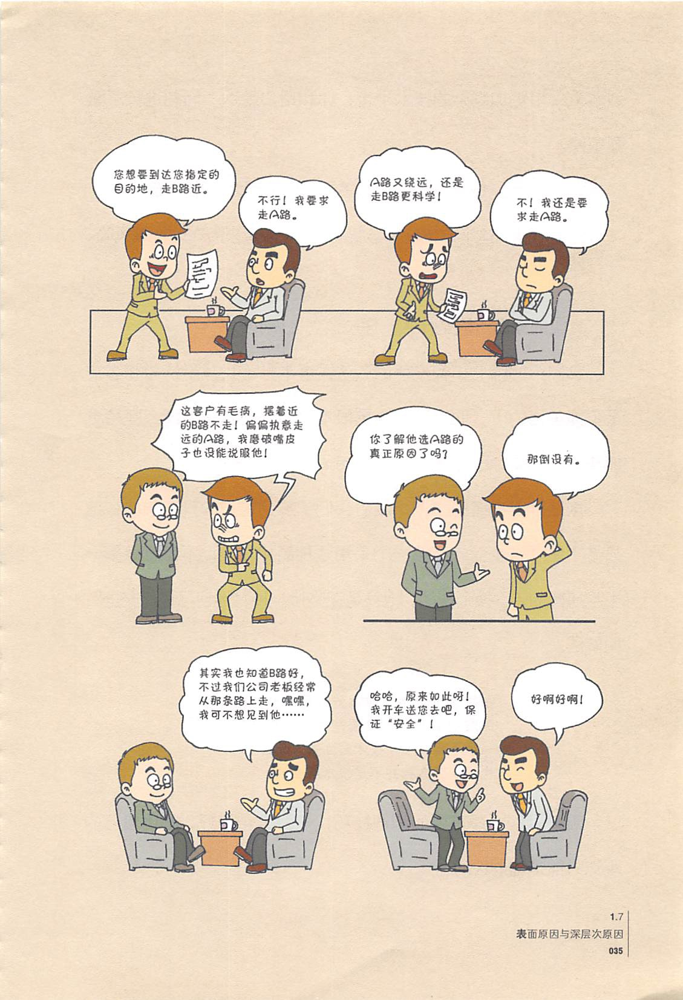 您想要到达您指定的
目的地，走B路近。
不行！我要求
走A路。
A路又绕远，还是
走B路更科学！
不！我还是要
求走A路。
这客户有毛病，摆着近
的B路不走！偏偏执意走
远的A路，我磨破嘴皮
子也没能说服他！
你了解他选A路的
真正原因了吗？
那倒没有。
其实我也知道B路好，
不过我们公司老板经常
从那条路上走，嘿嘿，
我可不想见到他……
哈哈，原来如此呀！
我开车送您去吧，保
证“安全”！
好啊好啊！
1.7
表面原因与深层次原因
035